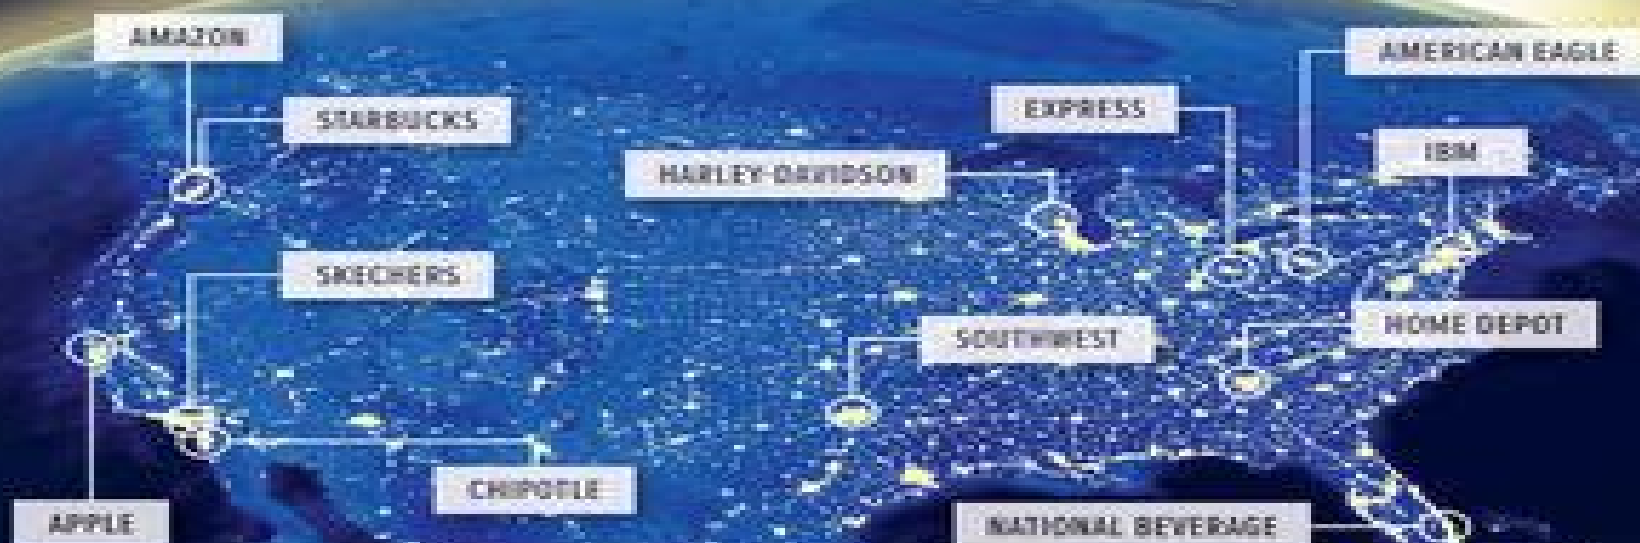 AMAZON
AMERICAN EAGLE
STARBUCKS
EXPRESS
IBM
HARLEY-DAVIDSON
SKECHERS
SOUTHWEST
HOME DEPOT
CHIPOTLE
APPLE
NATIONAL BEVERAGE